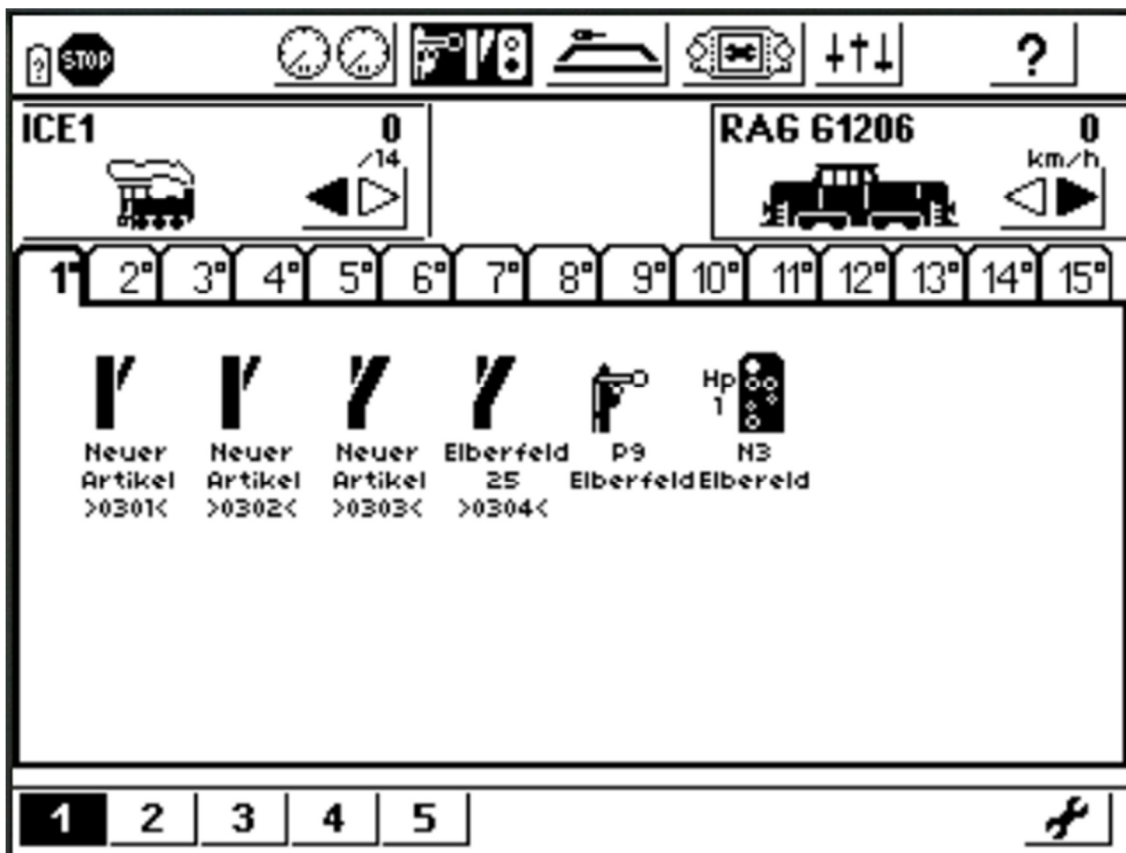 ? STOP ?
ICE1 0
/14
RAG G1206 0
km/h
1° 2° 3° 4° 5° 6° 7° 8° 9° 10° 11° 12° 13° 14° 15°
Neuer Artikel >0301<
Neuer Artikel >0302<
Neuer Artikel >0303<
Elberfeld 25 >0304<
P9 Elberfeld
Hp 1
N3 Elbereld
1 2 3 4 5